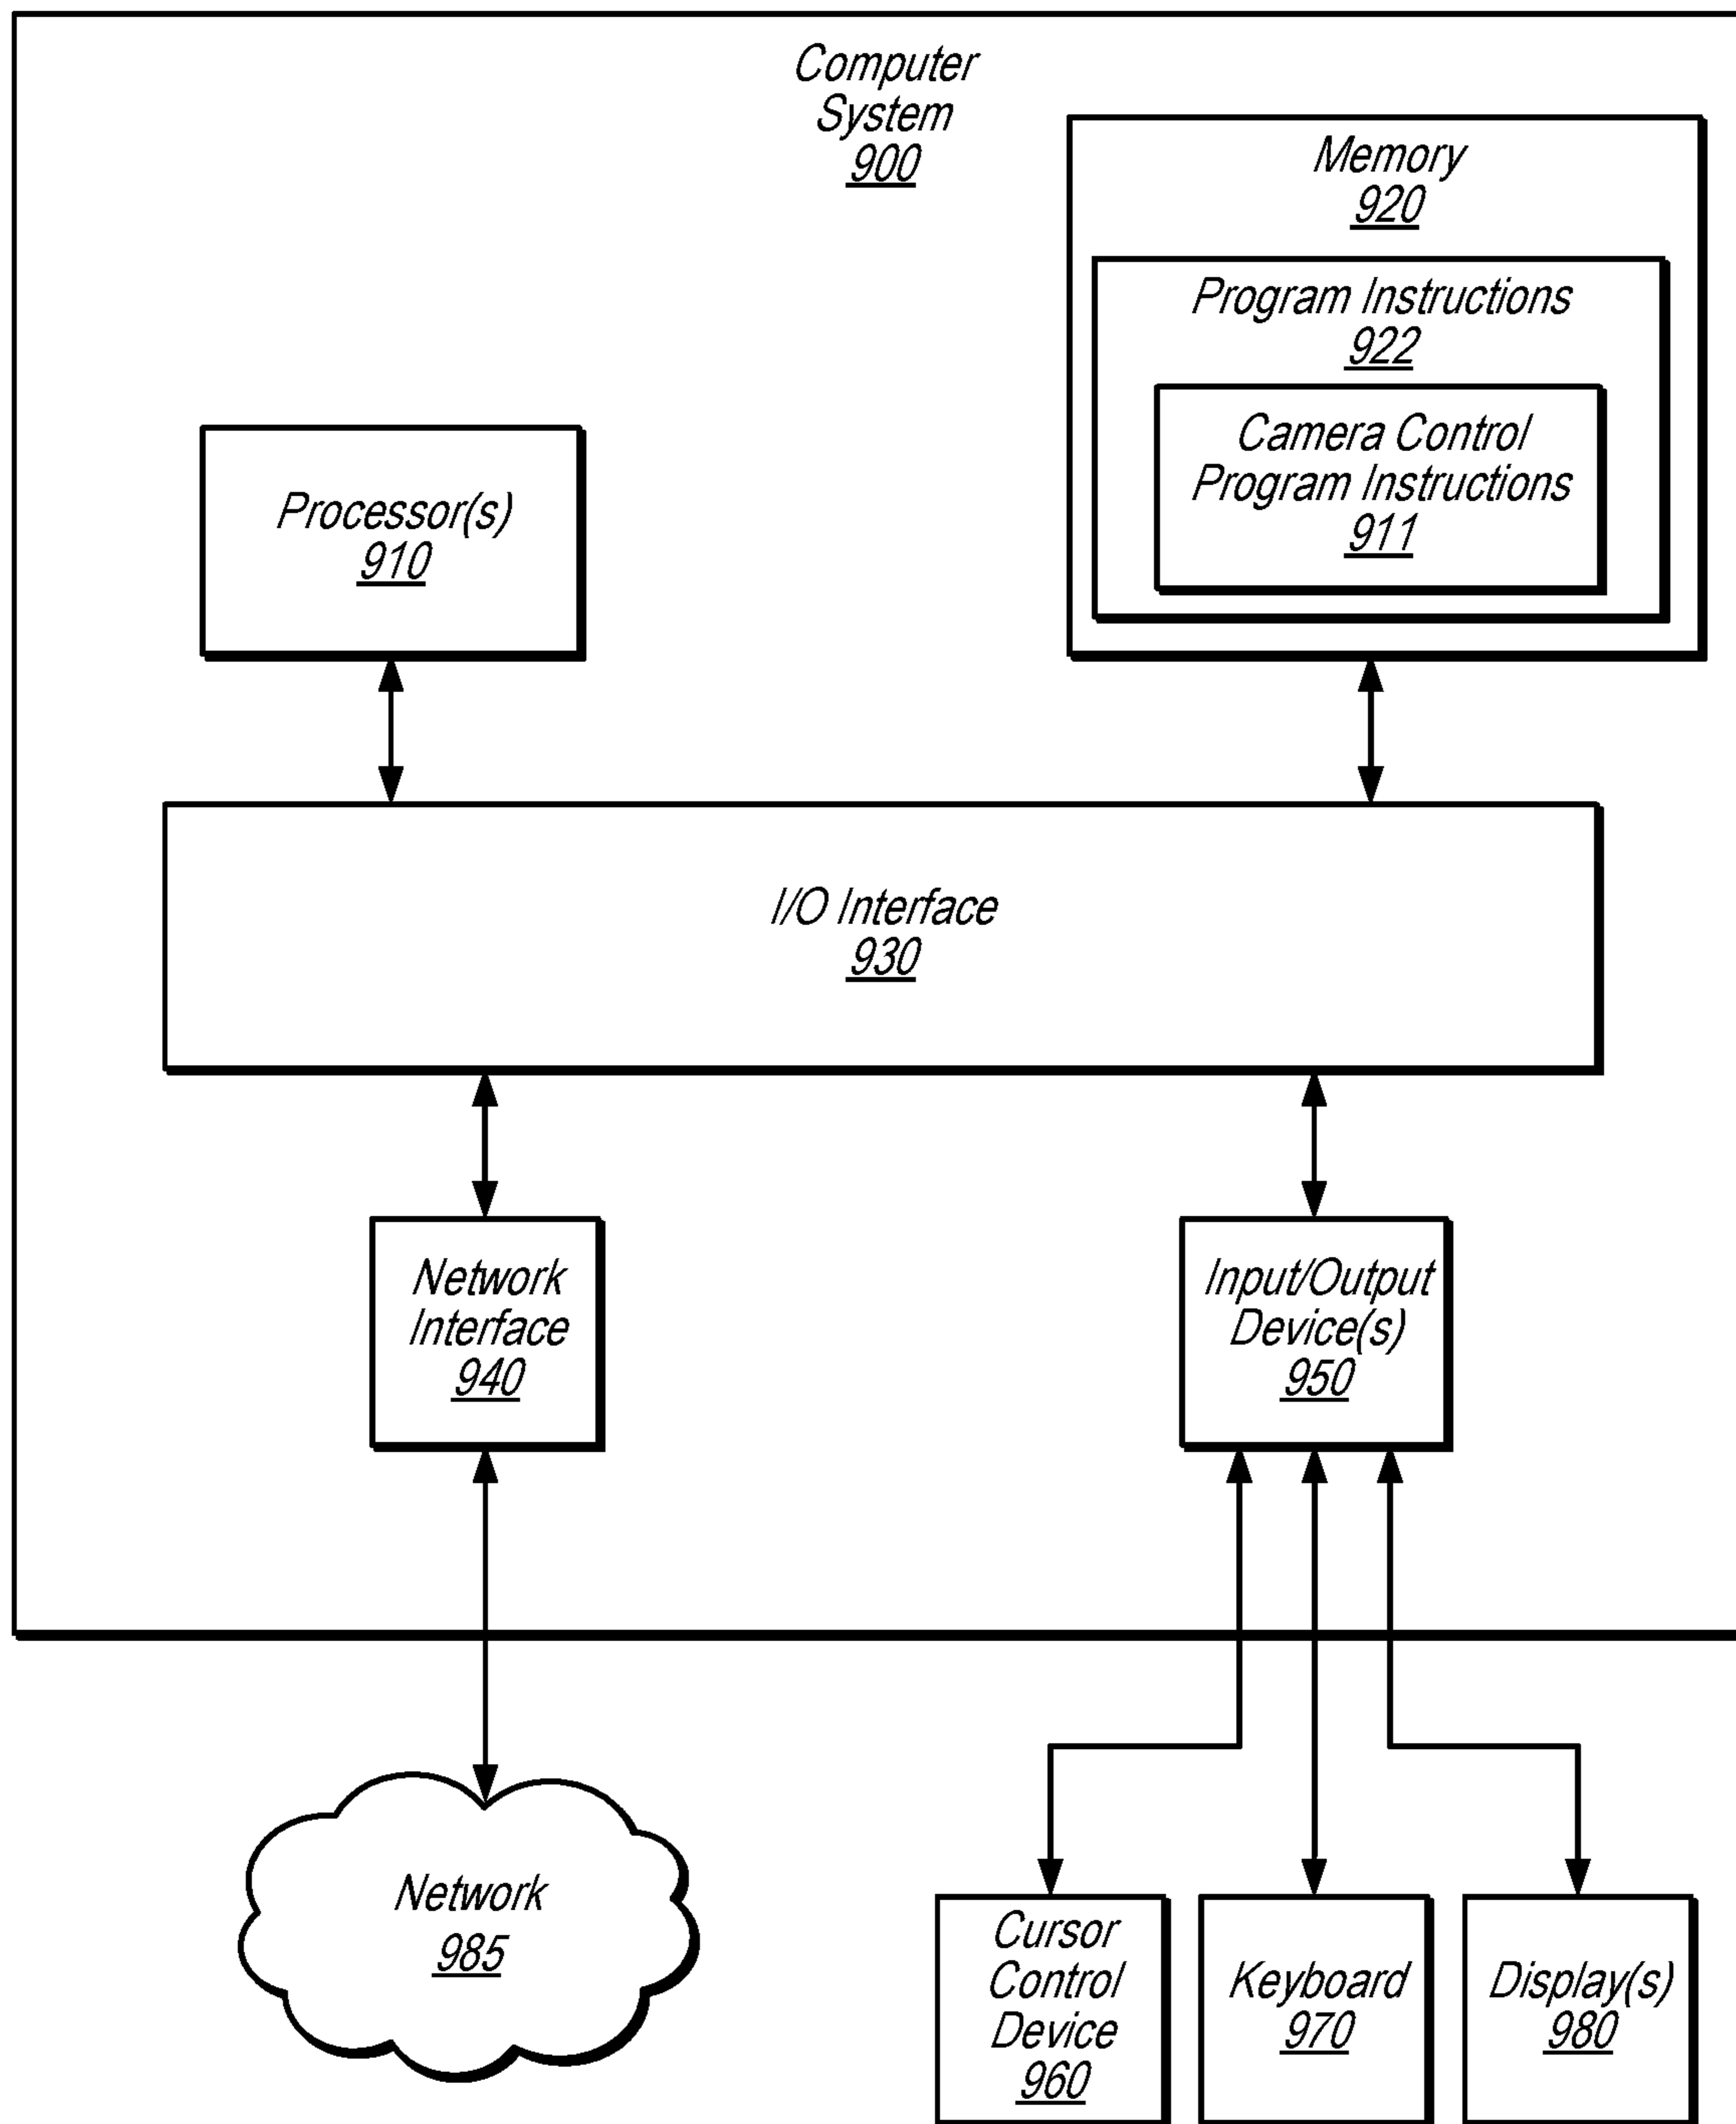 Computer
System
900
Memory
920
Program Instructions
922
Camera Control
Program Instructions
911
Processor(s)
910
I/O Interface
930
Network
Interface
940
Input/Output
Device(s)
950
Network
985
Cursor
Control
Device
960
Keyboard
970
Display(s)
980